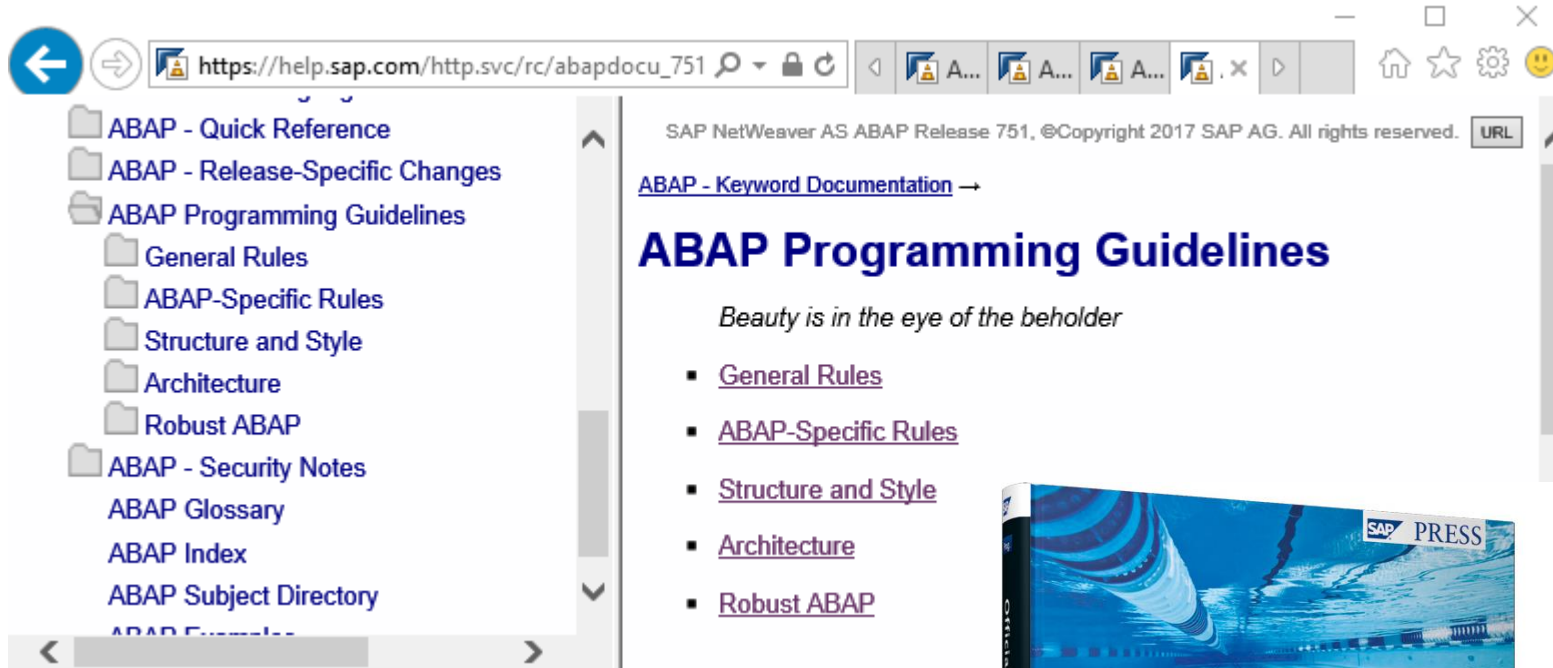 https://help.sap.com/http.svc/rc/abapdocu_751
A...
A...
A...
ABAP - Quick Reference
ABAP - Release-Specific Changes
ABAP Programming Guidelines
General Rules
ABAP-Specific Rules
Structure and Style
Architecture
Robust ABAP
ABAP - Security Notes
ABAP Glossary
ABAP Index
ABAP Subject Directory
SAP NetWeaver AS ABAP Release 751, ©Copyright 2017 SAP AG. All rights reserved. URL
ABAP - Keyword Documentation →
ABAP Programming Guidelines
Beauty is in the eye of the beholder
▪ General Rules
▪ ABAP-Specific Rules
▪ Structure and Style
▪ Architecture
▪ Robust ABAP
SAP PRESS